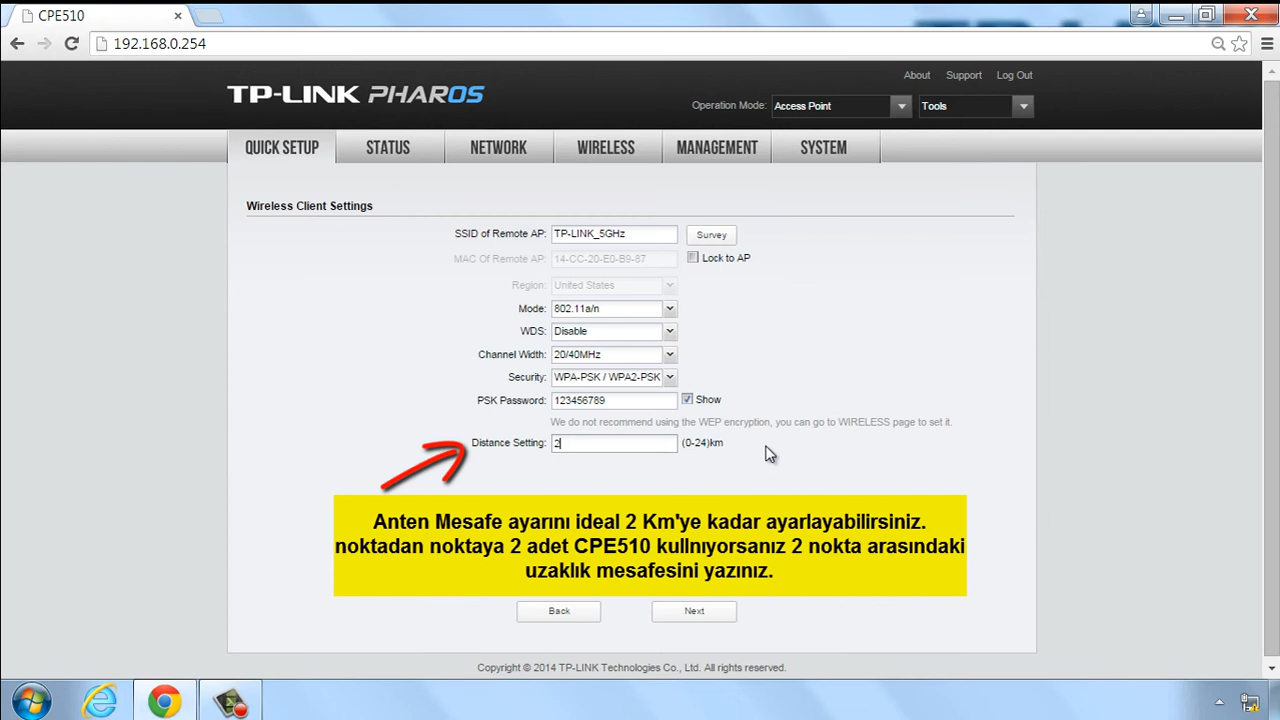 CPE510
192.168.0.254
About Support Log Out
TP-LINK PHAROS
Operation Mode: Access Point Tools
QUICK SETUP STATUS NETWORK WIRELESS MANAGEMENT SYSTEM
Wireless Client Settings
SSID of Remote AP: TP-LINK_5GHz Survey
MAC Of Remote AP: 14-CC-20-E0-B9-87 Lock to AP
Region: United States
Mode: 802.11a/n
WDS: Disable
Channel Width: 20/40MHz
Security: WPA-PSK / WPA2-PSK
PSK Password: 123456789 Show
We do not recommend using the WEP encryption, you can go to WIRELESS page to set it.
Distance Setting: 2 (0-24)km
Anten Mesafe ayarını ideal 2 Km'ye kadar ayarlayabilirsiniz.
noktadan noktaya 2 adet CPE510 kullnıyorsanız 2 nokta arasındaki
uzaklık mesafesini yazınız.
Back Next
Copyright © 2014 TP-LINK Technologies Co., Ltd. All rights reserved.